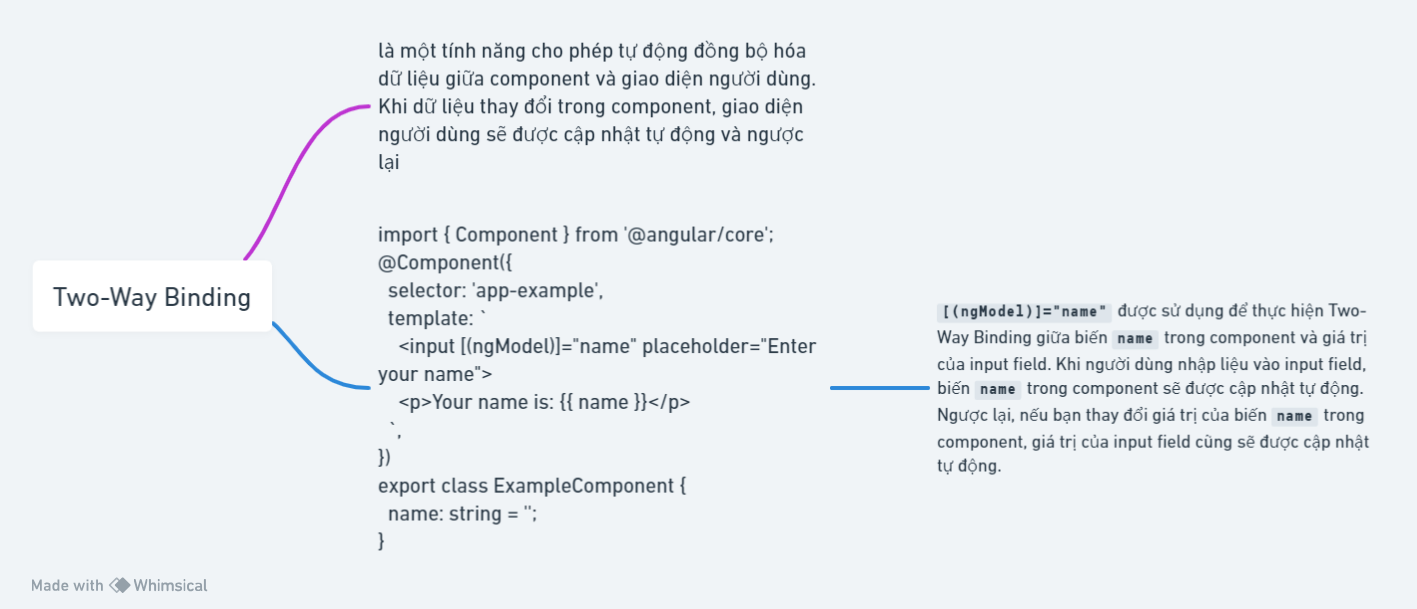 Two-Way Binding
là một tính năng cho phép tự động đồng bộ hóa
dữ liệu giữa component và giao diện người dùng.
Khi dữ liệu thay đổi trong component, giao diện
người dùng sẽ được cập nhật tự động và ngược
lại
import { Component } from '@angular/core';
@Component({
  selector: 'app-example',
  template: `
    <input [(ngModel)]="name" placeholder="Enter
your name">
    <p>Your name is: {{ name }}</p>
  `,
})
export class ExampleComponent {
  name: string = '';
}
[(ngModel)]="name" được sử dụng để thực hiện Two-
Way Binding giữa biến name trong component và giá trị
của input field. Khi người dùng nhập liệu vào input field,
biến name trong component sẽ được cập nhật tự động.
Ngược lại, nếu bạn thay đổi giá trị của biến name trong
component, giá trị của input field cũng sẽ được cập nhật
tự động.
Made with Whimsical